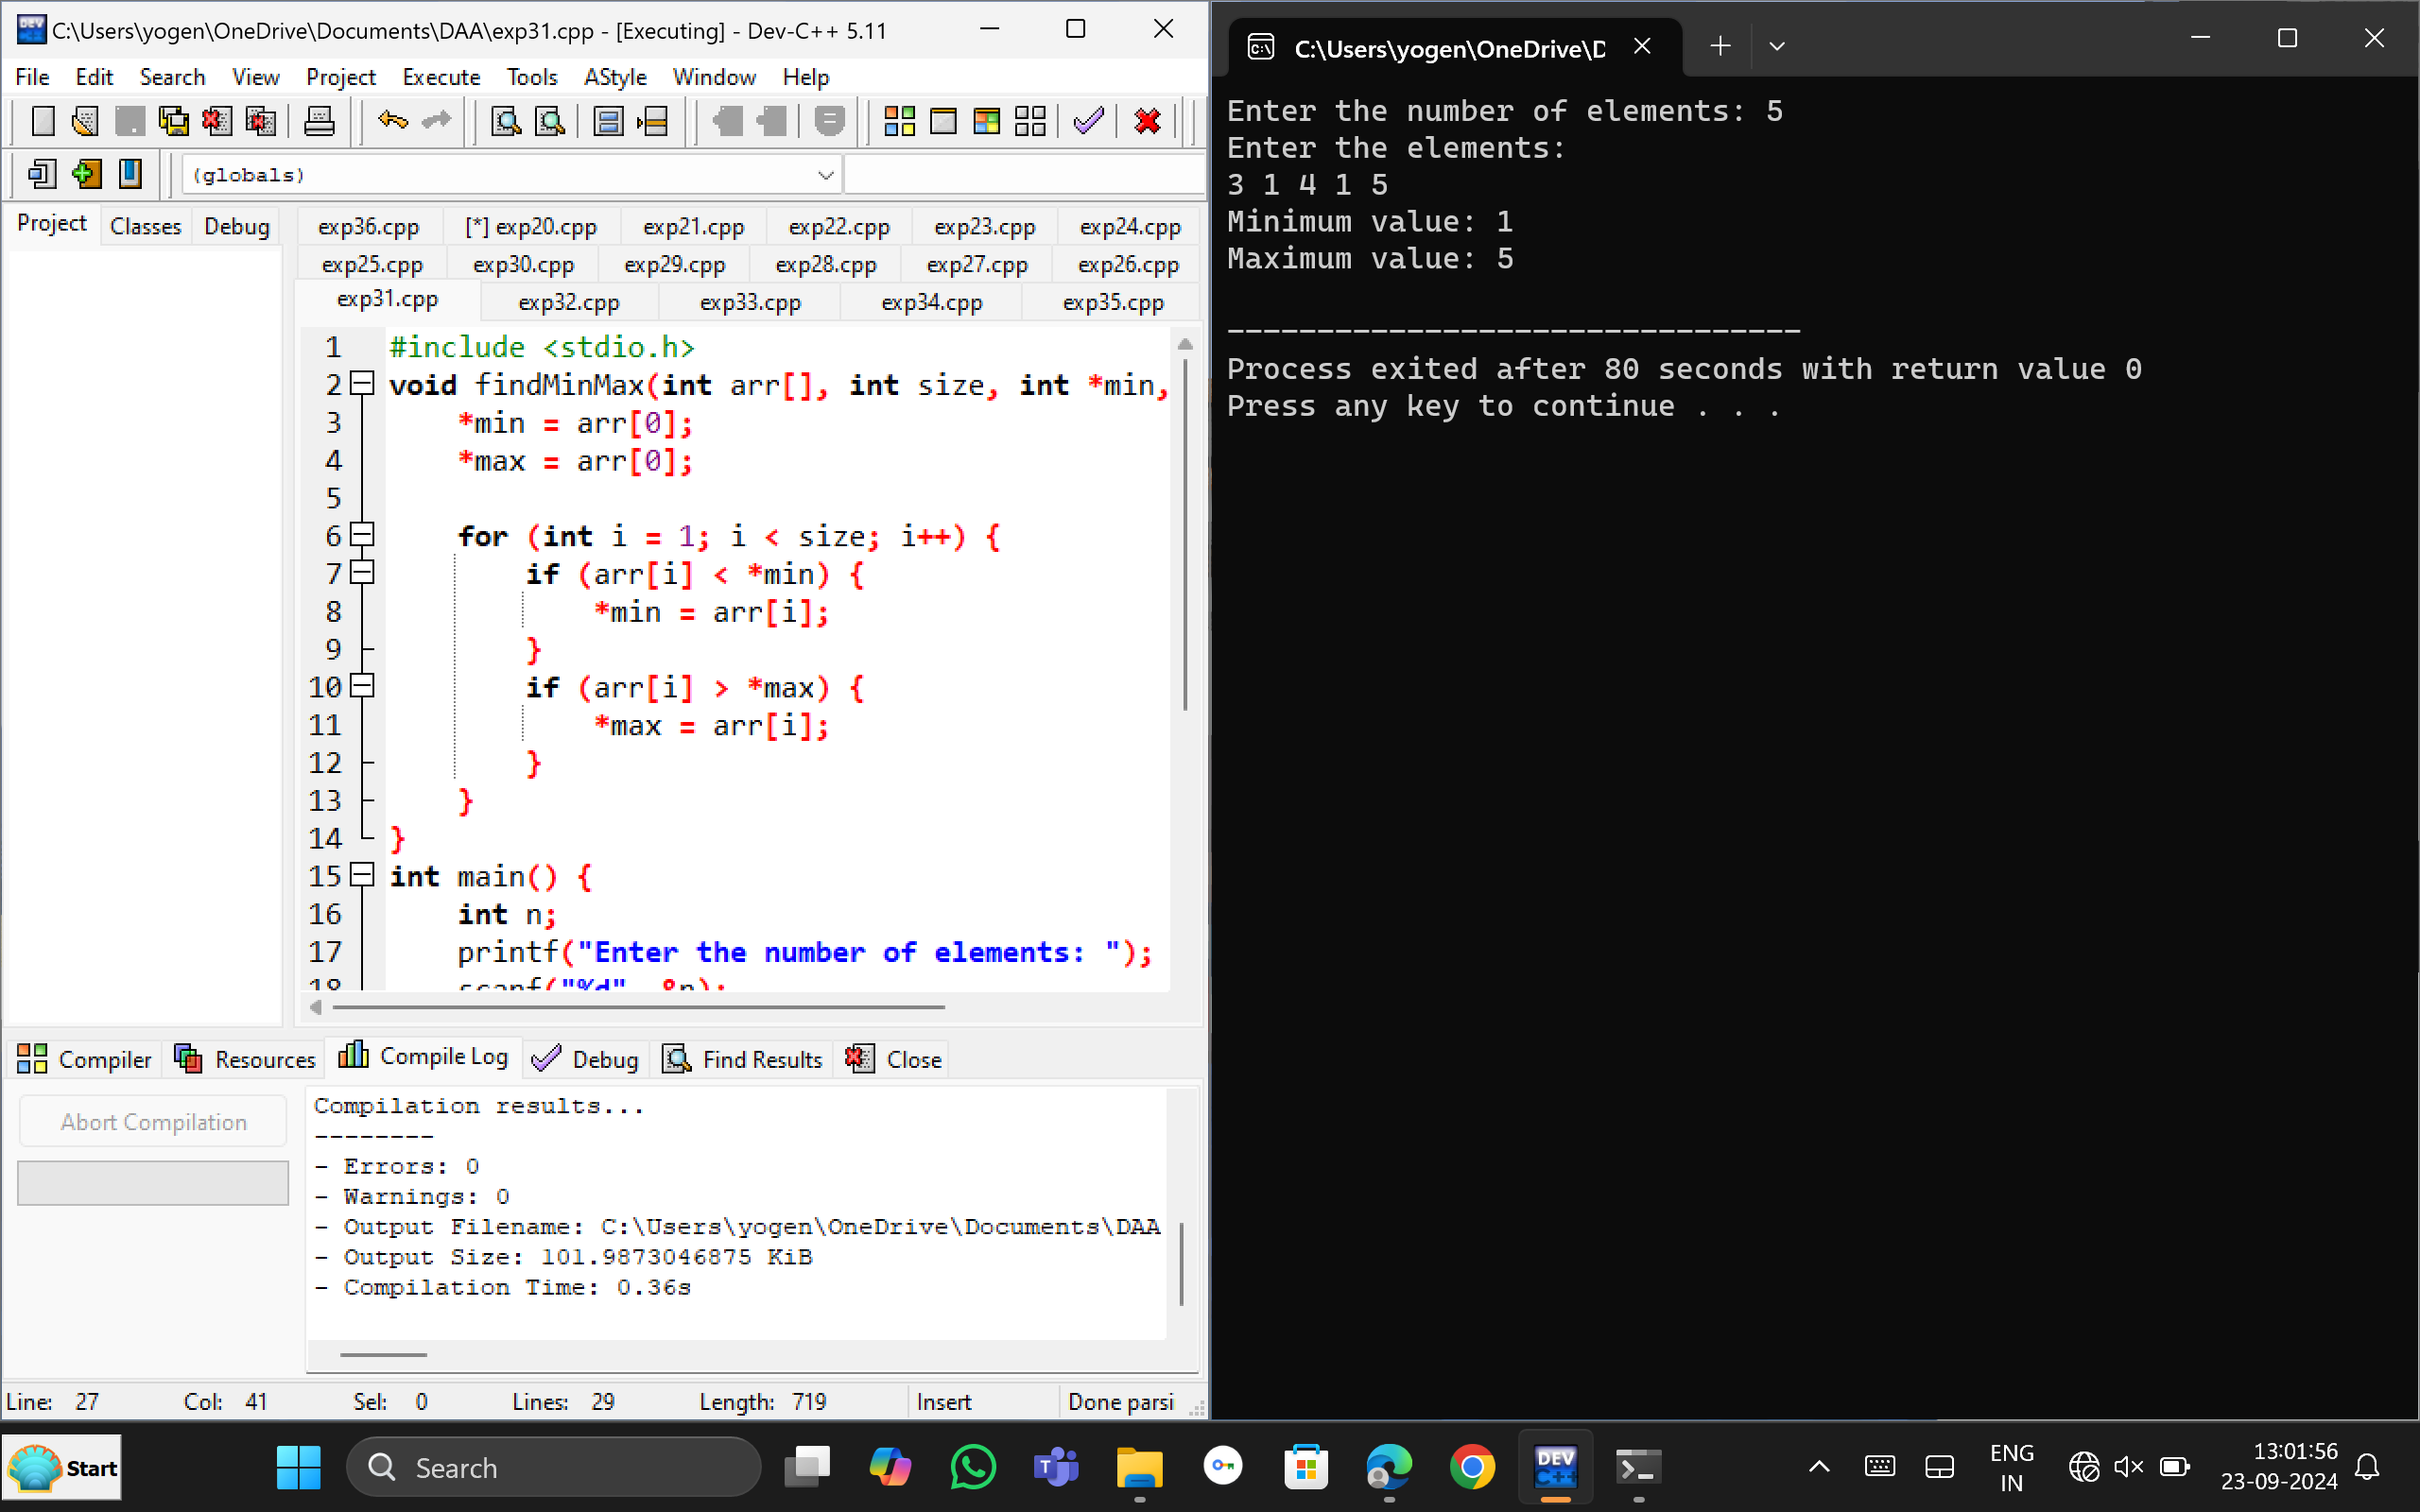 C:\Users\yogen\OneDrive\Documents\DAA\exp31.cpp - [Executing] - Dev-C++ 5.11
File Edit Search View Project Execute Tools AStyle Window Help
(globals)
Project Classes Debug
exp36.cpp [*] exp20.cpp exp21.cpp exp22.cpp exp23.cpp exp24.cpp
exp25.cpp exp30.cpp exp29.cpp exp28.cpp exp27.cpp exp26.cpp
exp31.cpp exp32.cpp exp33.cpp exp34.cpp exp35.cpp
1 #include <stdio.h>
2 void findMinMax(int arr[], int size, int *min,
3 *min = arr[0];
4 *max = arr[0];
5
6 for (int i = 1; i < size; i++) {
7 if (arr[i] < *min) {
8 *min = arr[i];
9 }
10 if (arr[i] > *max) {
11 *max = arr[i];
12 }
13 }
14 }
15 int main() {
16 int n;
17 printf("Enter the number of elements: ");
18 scanf("%d", &n);
Compiler Resources Compile Log Debug Find Results Close
Abort Compilation
Compilation results...
--------
- Errors: 0
- Warnings: 0
- Output Filename: C:\Users\yogen\OneDrive\Documents\DAA
- Output Size: 101.9873046875 KiB
- Compilation Time: 0.36s
Line: 27 Col: 41 Sel: 0 Lines: 29 Length: 719 Insert Done parsi
C:\Users\yogen\OneDrive\D
Enter the number of elements: 5
Enter the elements:
3 1 4 1 5
Minimum value: 1
Maximum value: 5
--------------------------------
Process exited after 80 seconds with return value 0
Press any key to continue . . .
Start
Search
DEV
C++
ENG
IN
13:01:56
23-09-2024